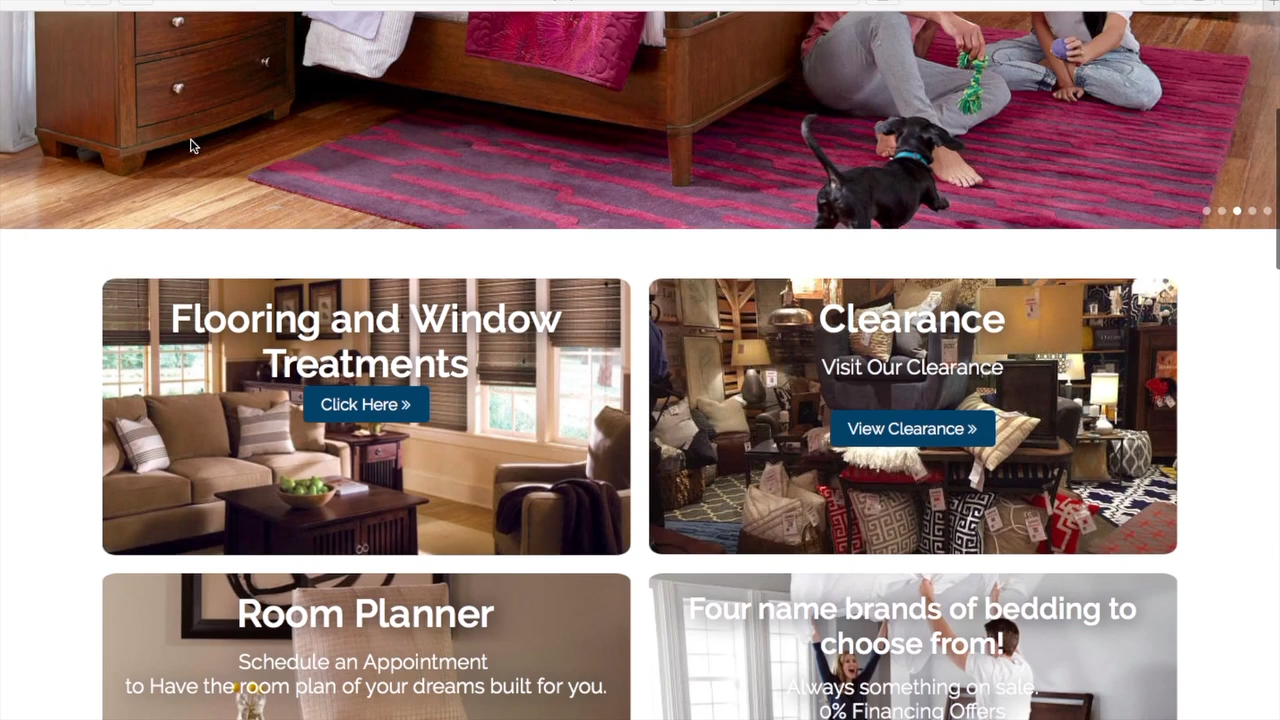 Flooring and Window
Treatments
Click Here »
Clearance
Visit Our Clearance
View Clearance »
Room Planner
Schedule an Appointment
to Have the room plan of your dreams built for you.
Four name brands of bedding to
choose from!
Always something on sale.
0% Financing Offers